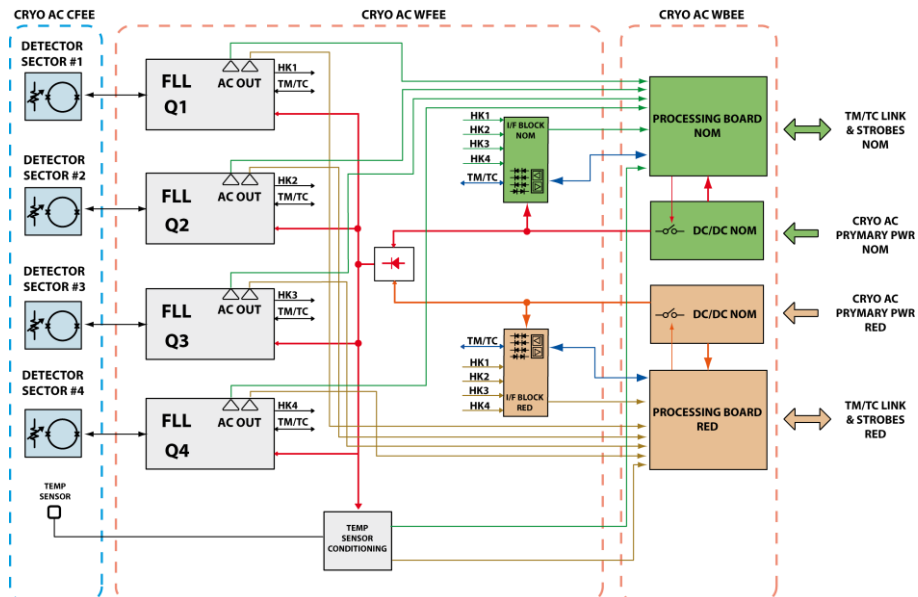 CRYO AC CFEE
CRYO AC WFEE
CRYO AC WBEE
DETECTOR
SECTOR #1
FLL
Q1
AC OUT
HK1
TM/TC
DETECTOR
SECTOR #2
FLL
Q2
AC OUT
HK2
TM/TC
DETECTOR
SECTOR #3
FLL
Q3
AC OUT
HK3
TM/TC
DETECTOR
SECTOR #4
FLL
Q4
AC OUT
HK4
TM/TC
TEMP
SENSOR
TEMP
SENSOR
CONDITIONING
HK1
HK2
HK3
HK4
TM/TC
I/F BLOCK
NOM
TM/TC
HK1
HK2
HK3
HK4
I/F BLOCK
RED
PROCESSING BOARD
NOM
DC/DC NOM
DC/DC NOM
PROCESSING BOARD
RED
TM/TC LINK
& STROBES
NOM
CRYO AC
PRYMARY PWR
NOM
CRYO AC
PRYMARY PWR
RED
TM/TC LINK
& STROBES
RED